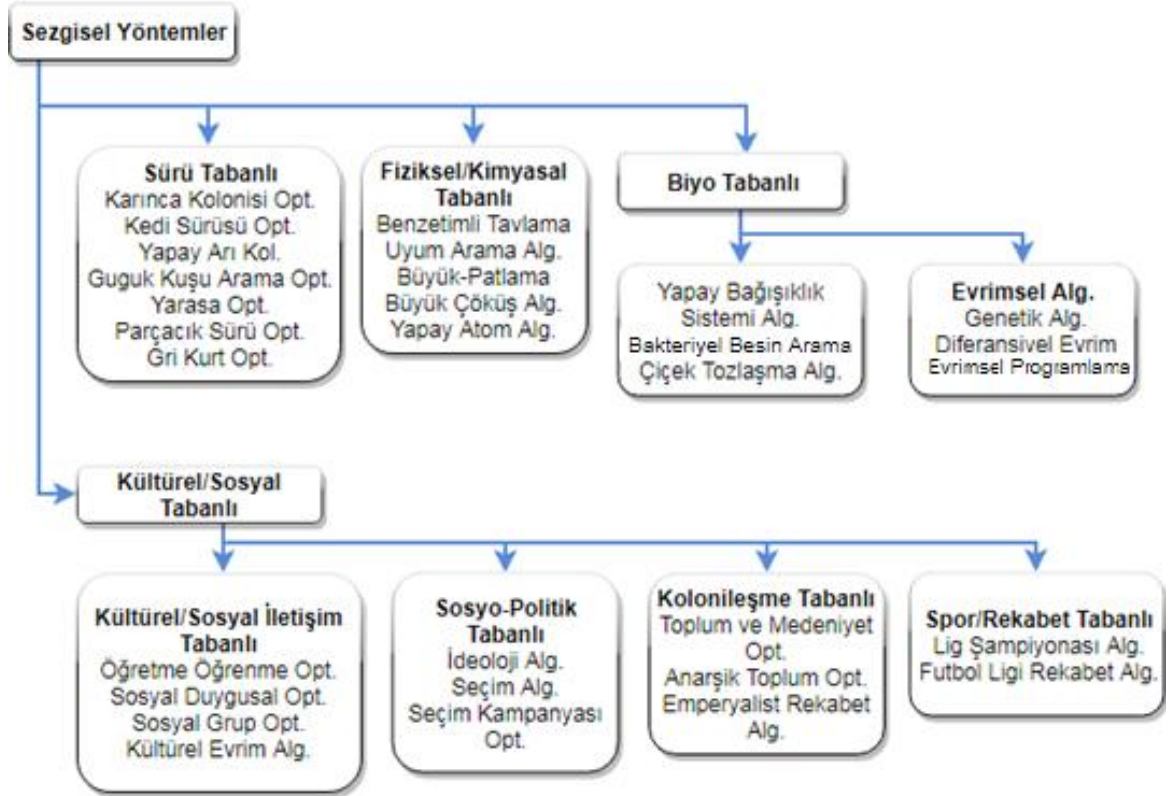 Sezgisel Yöntemler
Sürü Tabanlı
Karınca Kolonisi Opt.
Kedi Sürüsü Opt.
Yapay Arı Kol.
Guguk Kuşu Arama Opt.
Yarasa Opt.
Parçacık Sürü Opt.
Gri Kurt Opt.
Fiziksel/Kimyasal
Tabanlı
Benzetimli Tavlama
Uyum Arama Alg.
Büyük-Patlama
Büyük Çöküş Alg.
Yapay Atom Alg.
Biyo Tabanlı
Yapay Bağışıklık
Sistemi Alg.
Bakteriyel Besin Arama
Çiçek Tozlaşma Alg.
Evrimsel Alg.
Genetik Alg.
Diferansivel Evrim
Evrimsel Programlama
Kültürel/Sosyal
Tabanlı
Kültürel/Sosyal İletişim
Tabanlı
Öğretme Öğrenme Opt.
Sosyal Duygusal Opt.
Sosyal Grup Opt.
Kültürel Evrim Alg.
Sosyo-Politik
Tabanlı
İdeoloji Alg.
Seçim Alg.
Seçim Kampanyası
Opt.
Kolonileşme Tabanlı
Toplum ve Medeniyet
Opt.
Anarşik Toplum Opt.
Emperyalist Rekabet
Alg.
Spor/Rekabet Tabanlı
Lig Şampiyonası Alg.
Futbol Ligi Rekabet Alg.